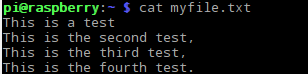 pi@raspberry:~ $ cat myfile.txt
This is a test
This is the second test,
This is the third test,
This is the fourth test.